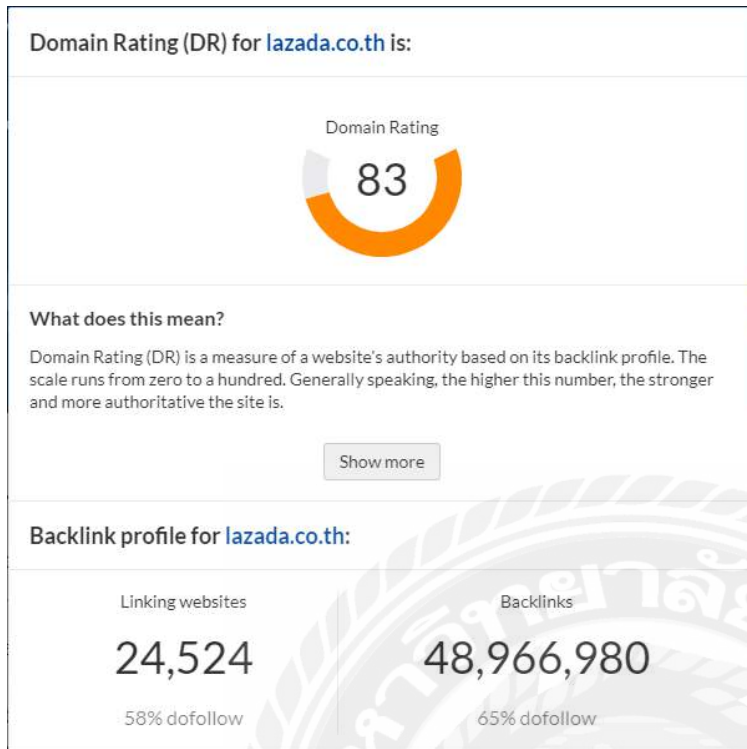 Domain Rating (DR) for lazada.co.th is:
Domain Rating
83
What does this mean?
Domain Rating (DR) is a measure of a website's authority based on its backlink profile. The
scale runs from zero to a hundred. Generally speaking, the higher this number, the stronger
and more authoritative the site is.
Show more
Backlink profile for lazada.co.th:
Linking websites
24,524
58% dofollow
Backlinks
48,966,980
65% dofollow